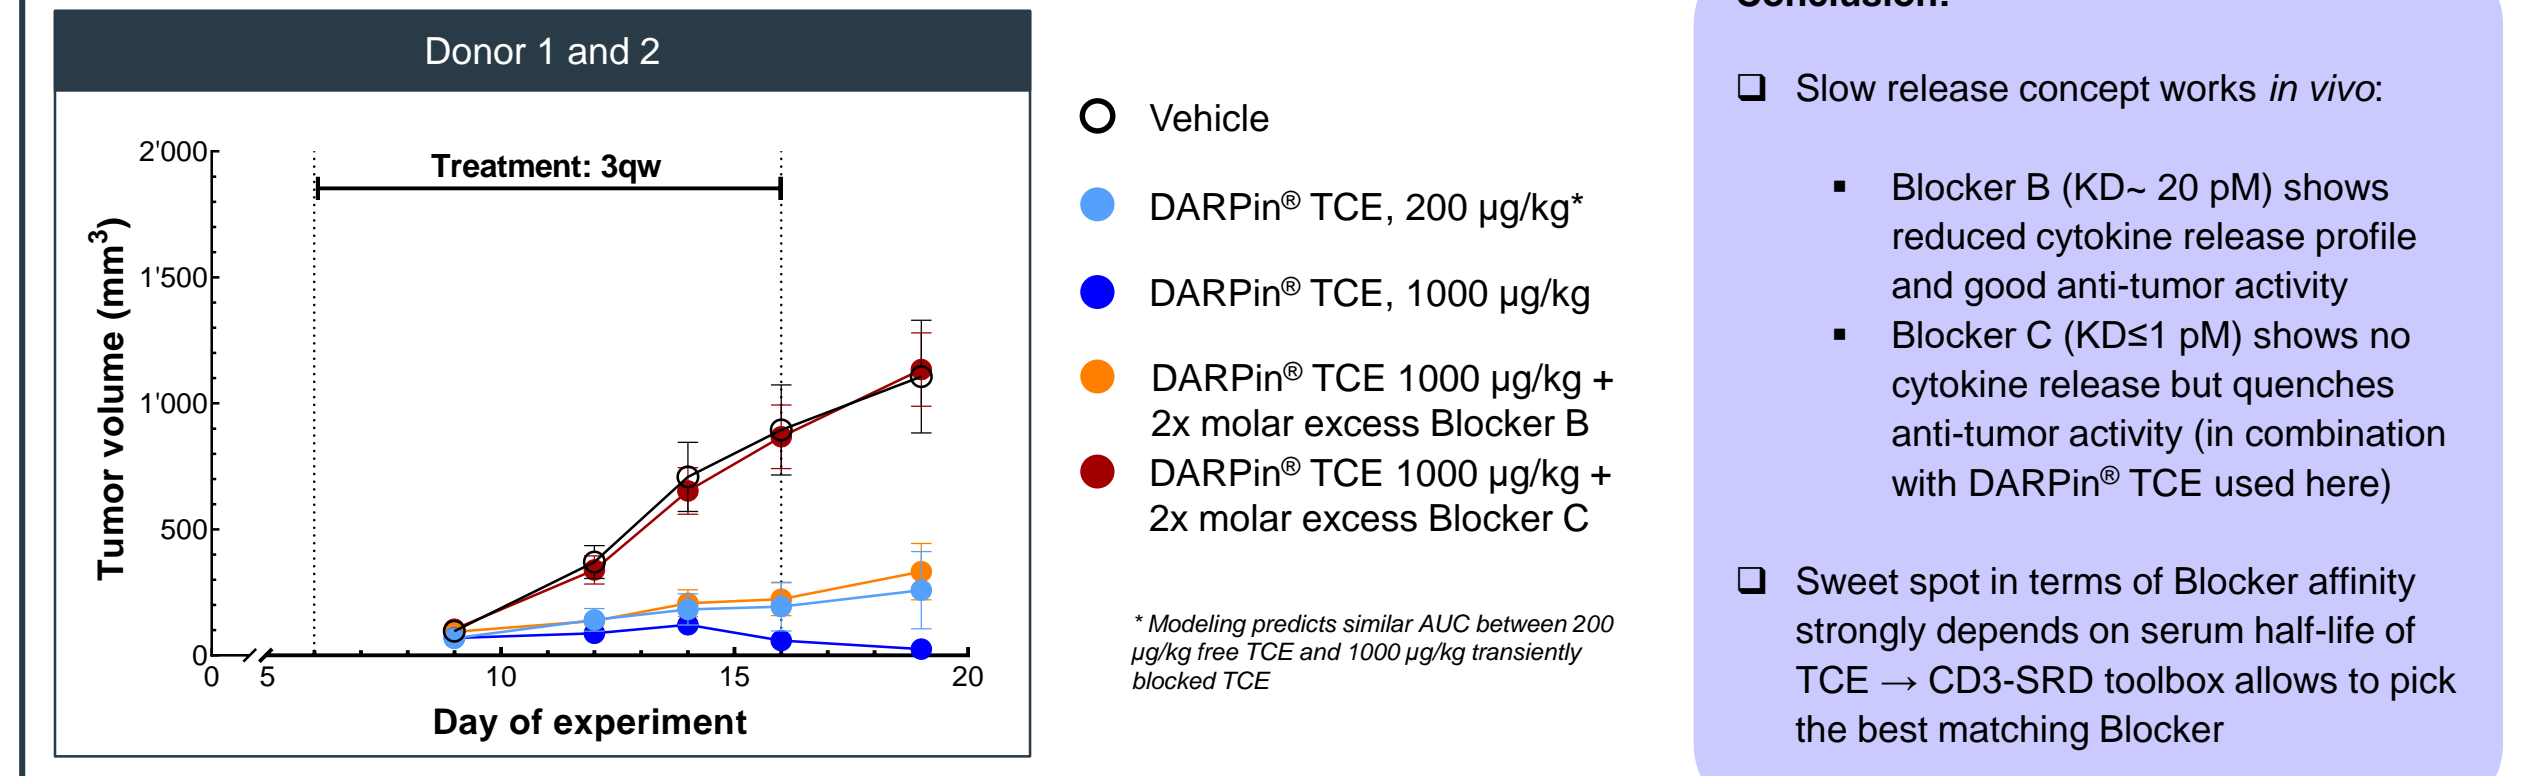 Donor 1 and 2
2'000
1'500
1'000
500
0
0
5
10
15
20
Tumor volume (mm³)
Day of experiment
Treatment: 3qw
Vehicle
DARPin® TCE, 200 µg/kg*
DARPin® TCE, 1000 µg/kg
DARPin® TCE 1000 µg/kg +
2x molar excess Blocker B
DARPin® TCE 1000 µg/kg +
2x molar excess Blocker C
* Modeling predicts similar AUC between 200
µg/kg free TCE and 1000 µg/kg transiently
blocked TCE
Conclusion:
❑ Slow release concept works in vivo:
▪ Blocker B (KD~ 20 pM) shows
reduced cytokine release profile
and good anti-tumor activity
▪ Blocker C (KD≤1 pM) shows no
cytokine release but quenches
anti-tumor activity (in combination
with DARPin® TCE used here)
❑ Sweet spot in terms of Blocker affinity
strongly depends on serum half-life of
TCE → CD3-SRD toolbox allows to pick
the best matching Blocker